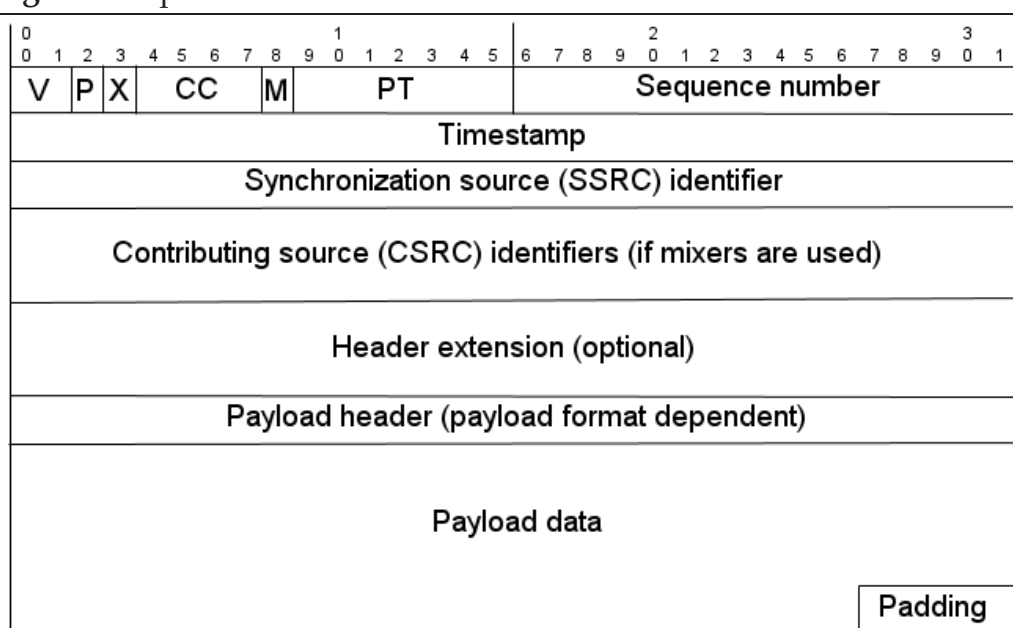 0 1 2 3
0 1 2 3 4 5 6 7 8 9 0 1 2 3 4 5 6 7 8 9 0 1 2 3 4 5 6 7 8 9 0 1
V P X CC M PT Sequence number
Timestamp
Synchronization source (SSRC) identifier
Contributing source (CSRC) identifiers (if mixers are used)
Header extension (optional)
Payload header (payload format dependent)
Payload data
Padding